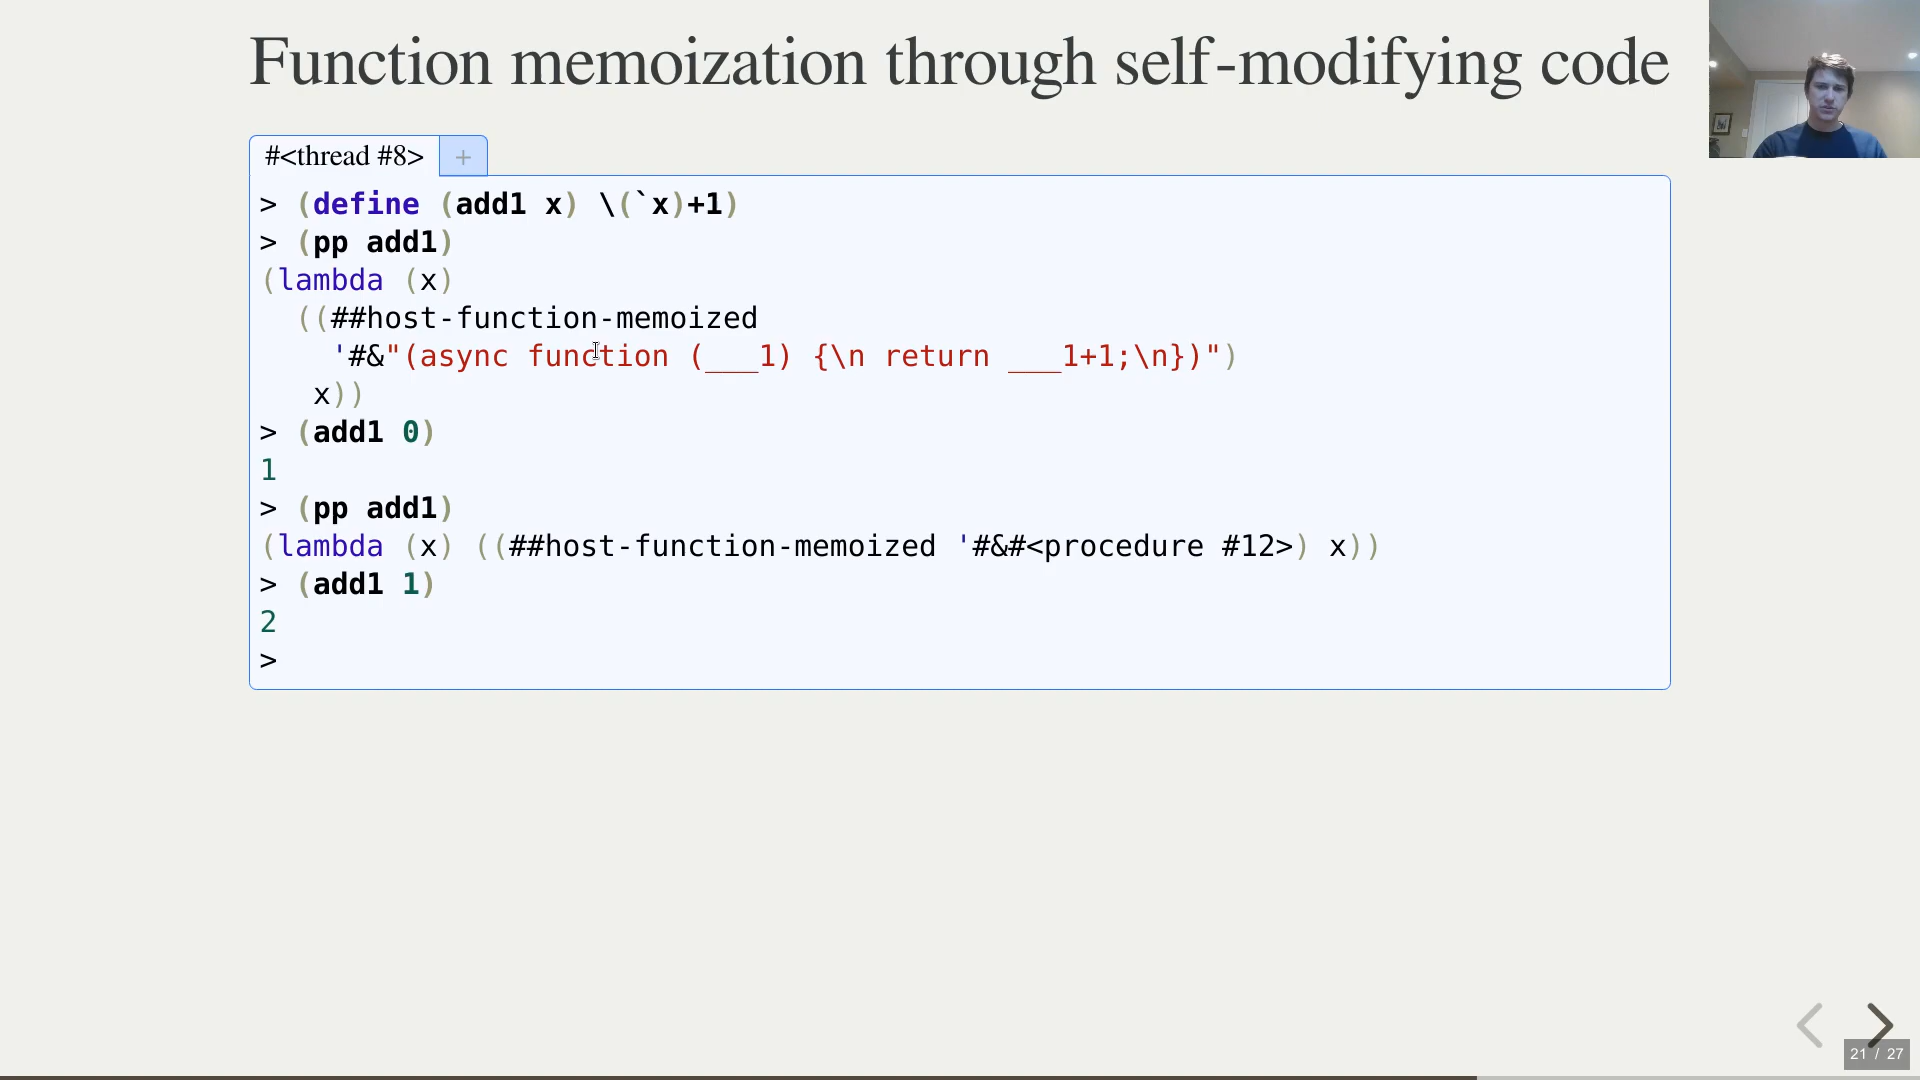 Function memoization through self-modifying code
#<thread #8> +
> (define (add1 x) \(`x)+1)
> (pp add1)
(lambda (x)
  ((##host-function-memoized
    '#&"(async function (___1) {\n return ___1+1;\n})")
   x))
> (add1 0)
1
> (pp add1)
(lambda (x) ((##host-function-memoized '#&#<procedure #12>) x))
> (add1 1)
2
>
21 / 27